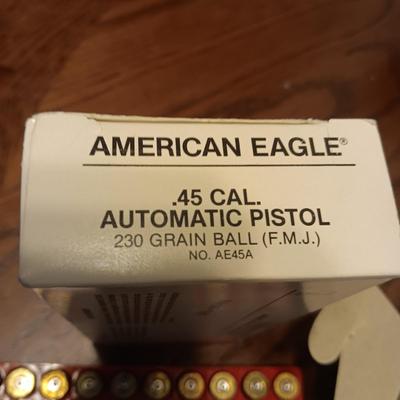 AMERICAN EAGLE®
.45 CAL.
AUTOMATIC PISTOL
230 GRAIN BALL (F.M.J.)
NO. AE45A